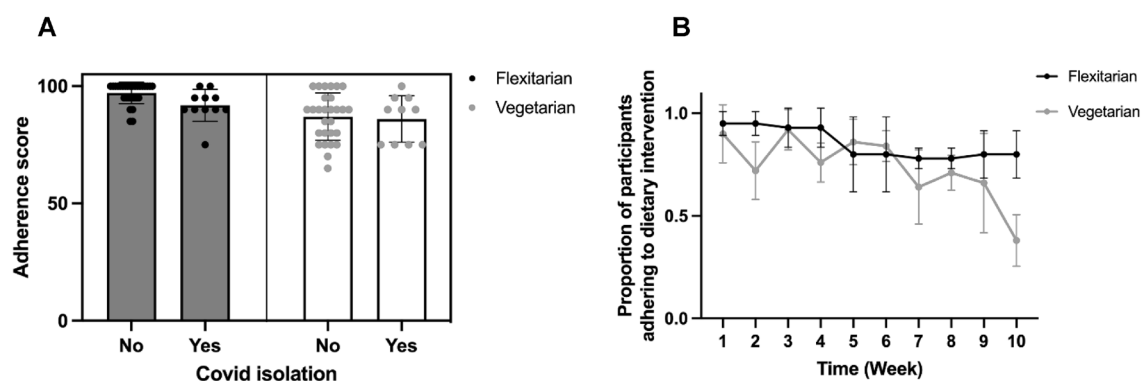 A
Adherence score
100
50
0
No
Yes
No
Yes
Covid isolation
Flexitarian
Vegetarian
B
Proportion of participants
adhering to dietary intervention
1.0
0.5
0.0
1 2 3 4 5 6 7 8 9 10
Time (Week)
Flexitarian
Vegetarian